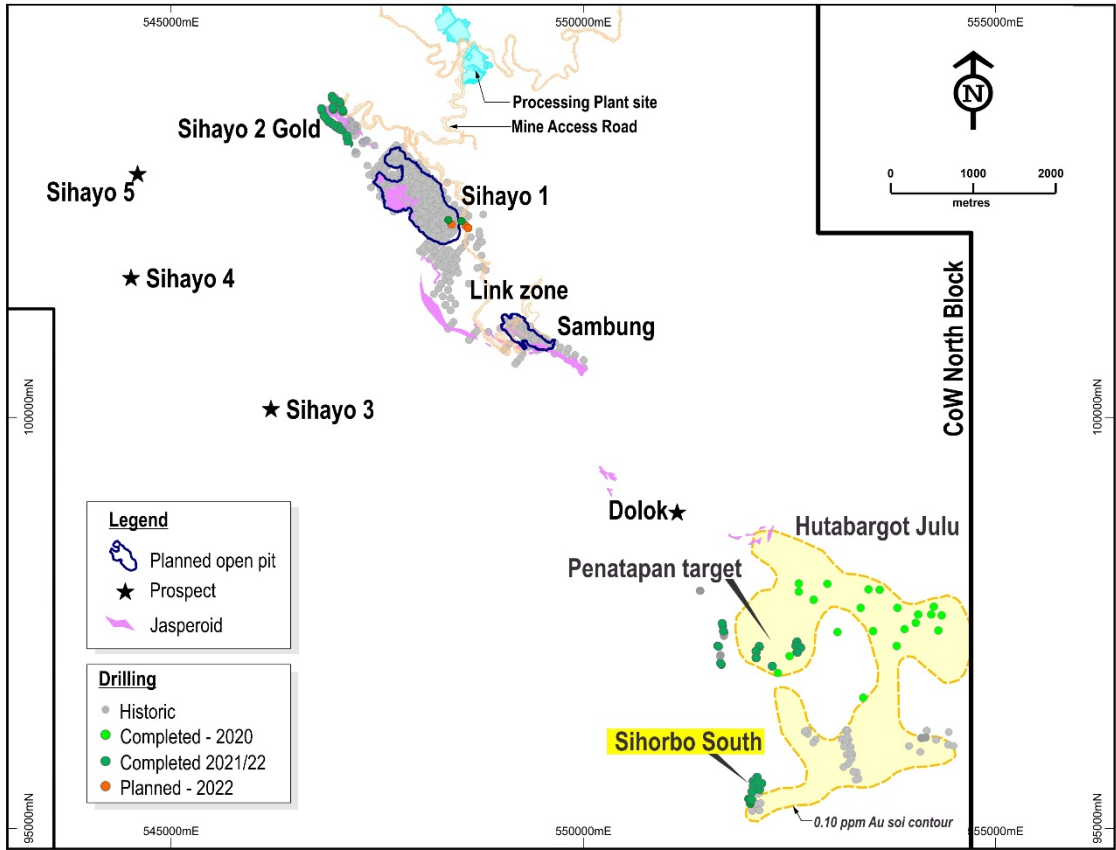 545000mE
550000mE
555000mE
Processing Plant site
Mine Access Road
N
0 1000 2000
metres
Sihayo 2 Gold
Sihayo 5
Sihayo 1
Sihayo 4
Link zone
Sambung
CoW North Block
100000mN
100000mN
Sihayo 3
Dolok
Hutabargot Julu
Penatapan target
Legend
Planned open pit
Prospect
Jasperoid
Drilling
Historic
Completed - 2020
Completed 2021/22
Planned - 2022
Sihorbo South
0.10 ppm Au soi contour
95000mN
95000mN
545000mE
550000mE
555000mE